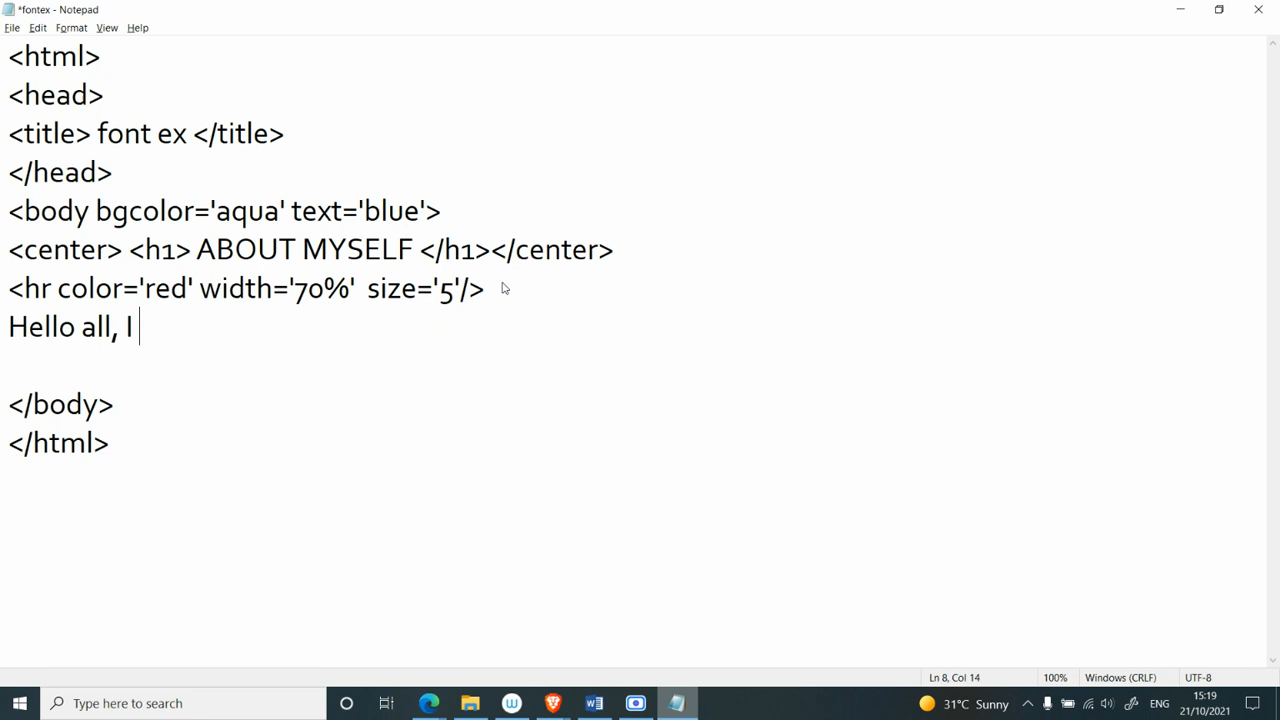 *fontex - Notepad
File Edit Format View Help
<html>
<head>
<title> font ex </title>
</head>
<body bgcolor='aqua' text='blue'>
<center> <h1> ABOUT MYSELF </h1></center>
<hr color='red' width='70%'  size='5'/>
Hello all, I
</body>
</html>
Ln 8, Col 14 100% Windows (CRLF) UTF-8
Type here to search W 31°C Sunny ENG 15:19
21/10/2021